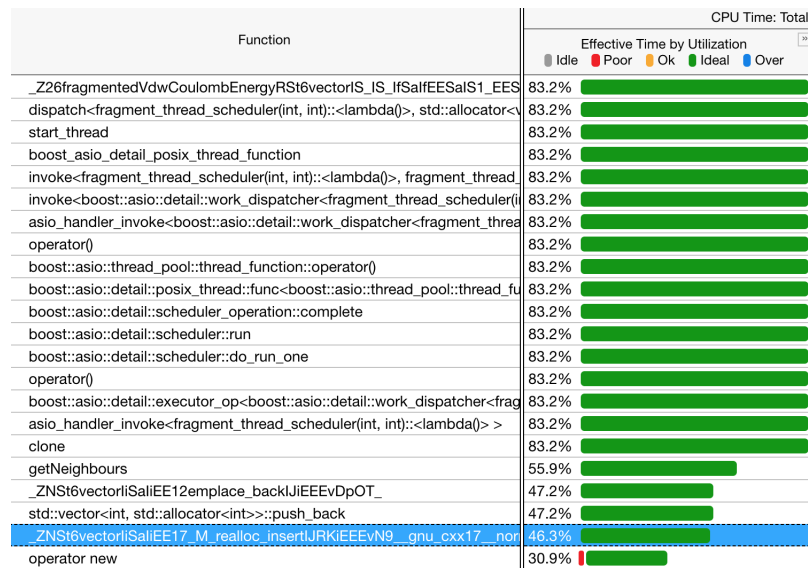 CPU Time: Total
»
Function
Effective Time by Utilization
Idle Poor Ok Ideal Over
_Z26fragmentedVdwCoulombEnergyRSt6vectorIS_IS_IfSaIfEESaIS1_EES 83.2%
dispatch<fragment_thread_scheduler(int, int)::<lambda()>, std::allocator<v 83.2%
start_thread 83.2%
boost_asio_detail_posix_thread_function 83.2%
invoke<fragment_thread_scheduler(int, int)::<lambda()>, fragment_thread_ 83.2%
invoke<boost::asio::detail::work_dispatcher<fragment_thread_scheduler(i 83.2%
asio_handler_invoke<boost::asio::detail::work_dispatcher<fragment_threa 83.2%
operator() 83.2%
boost::asio::thread_pool::thread_function::operator() 83.2%
boost::asio::detail::posix_thread::func<boost::asio::thread_pool::thread_fu 83.2%
boost::asio::detail::scheduler_operation::complete 83.2%
boost::asio::detail::scheduler::run 83.2%
boost::asio::detail::scheduler::do_run_one 83.2%
operator() 83.2%
boost::asio::detail::executor_op<boost::asio::detail::work_dispatcher<frag 83.2%
asio_handler_invoke<fragment_thread_scheduler(int, int)::<lambda()> > 83.2%
clone 83.2%
getNeighbours 55.9%
_ZNSt6vectorIiSaIiEE12emplace_backIJiEEEvDpOT_ 47.2%
std::vector<int, std::allocator<int>>::push_back 47.2%
_ZNSt6vectorIiSaIiEE17_M_realloc_insertIJRKiEEEvN9__gnu_cxx17__nor 46.3%
operator new 30.9%